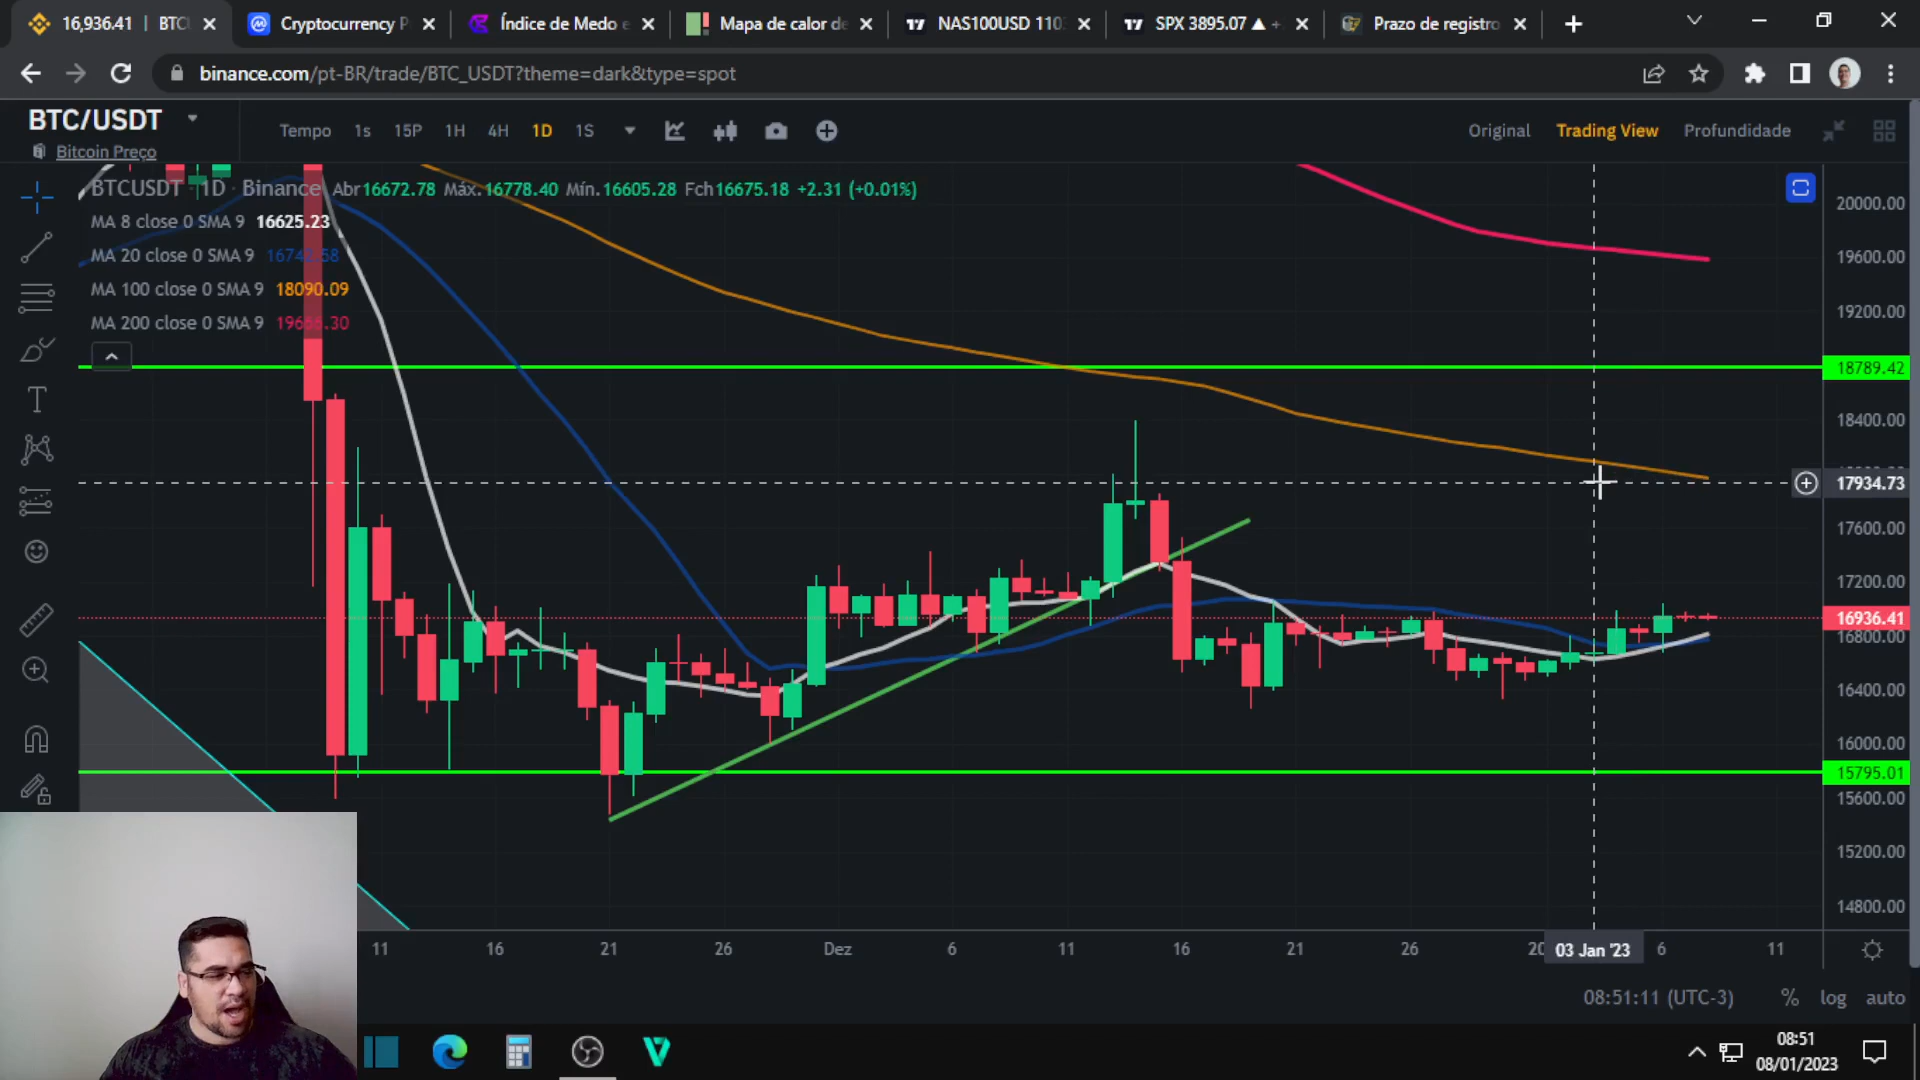 16,936.41 | BTC
Cryptocurrency P
Índice de Medo e
Mapa de calor de
NAS100USD 110
SPX 3895.07 ▲ +
Prazo de registro
binance.com/pt-BR/trade/BTC_USDT?theme=dark&type=spot
BTC/USDT
Bitcoin Preço
Tempo 1s 15P 1H 4H 1D 1S
Original Trading View Profundidade
BTCUSDT · 1D · Binance Abr16672.78 Máx.16778.40 Mín.16605.28 Fch16675.18 +2.31 (+0.01%)
MA 8 close 0 SMA 9 16625.23
MA 20 close 0 SMA 9
MA 100 close 0 SMA 9 18090.09
MA 200 close 0 SMA 9
20000.00
19600.00
19200.00
18789.42
18400.00
17934.73
17600.00
17200.00
16936.41
16800.00
16400.00
16000.00
15795.01
15600.00
15200.00
14800.00
11 16 21 26 Dez 6 11 16 21 26 03 Jan '23 6 11
08:51:11 (UTC-3) % log auto
08:51
08/01/2023